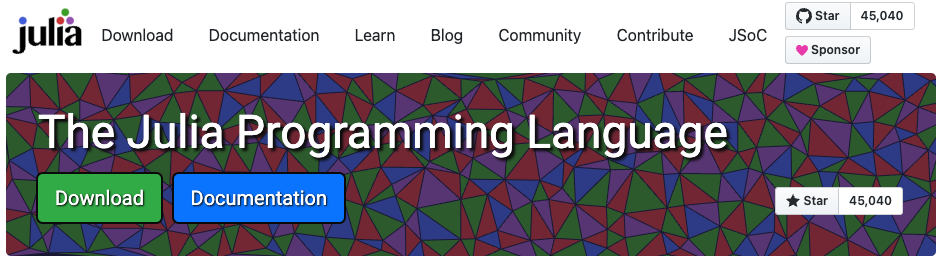 julia Download Documentation Learn Blog Community Contribute JSoC Star 45,040
Sponsor
The Julia Programming Language
Download Documentation Star 45,040